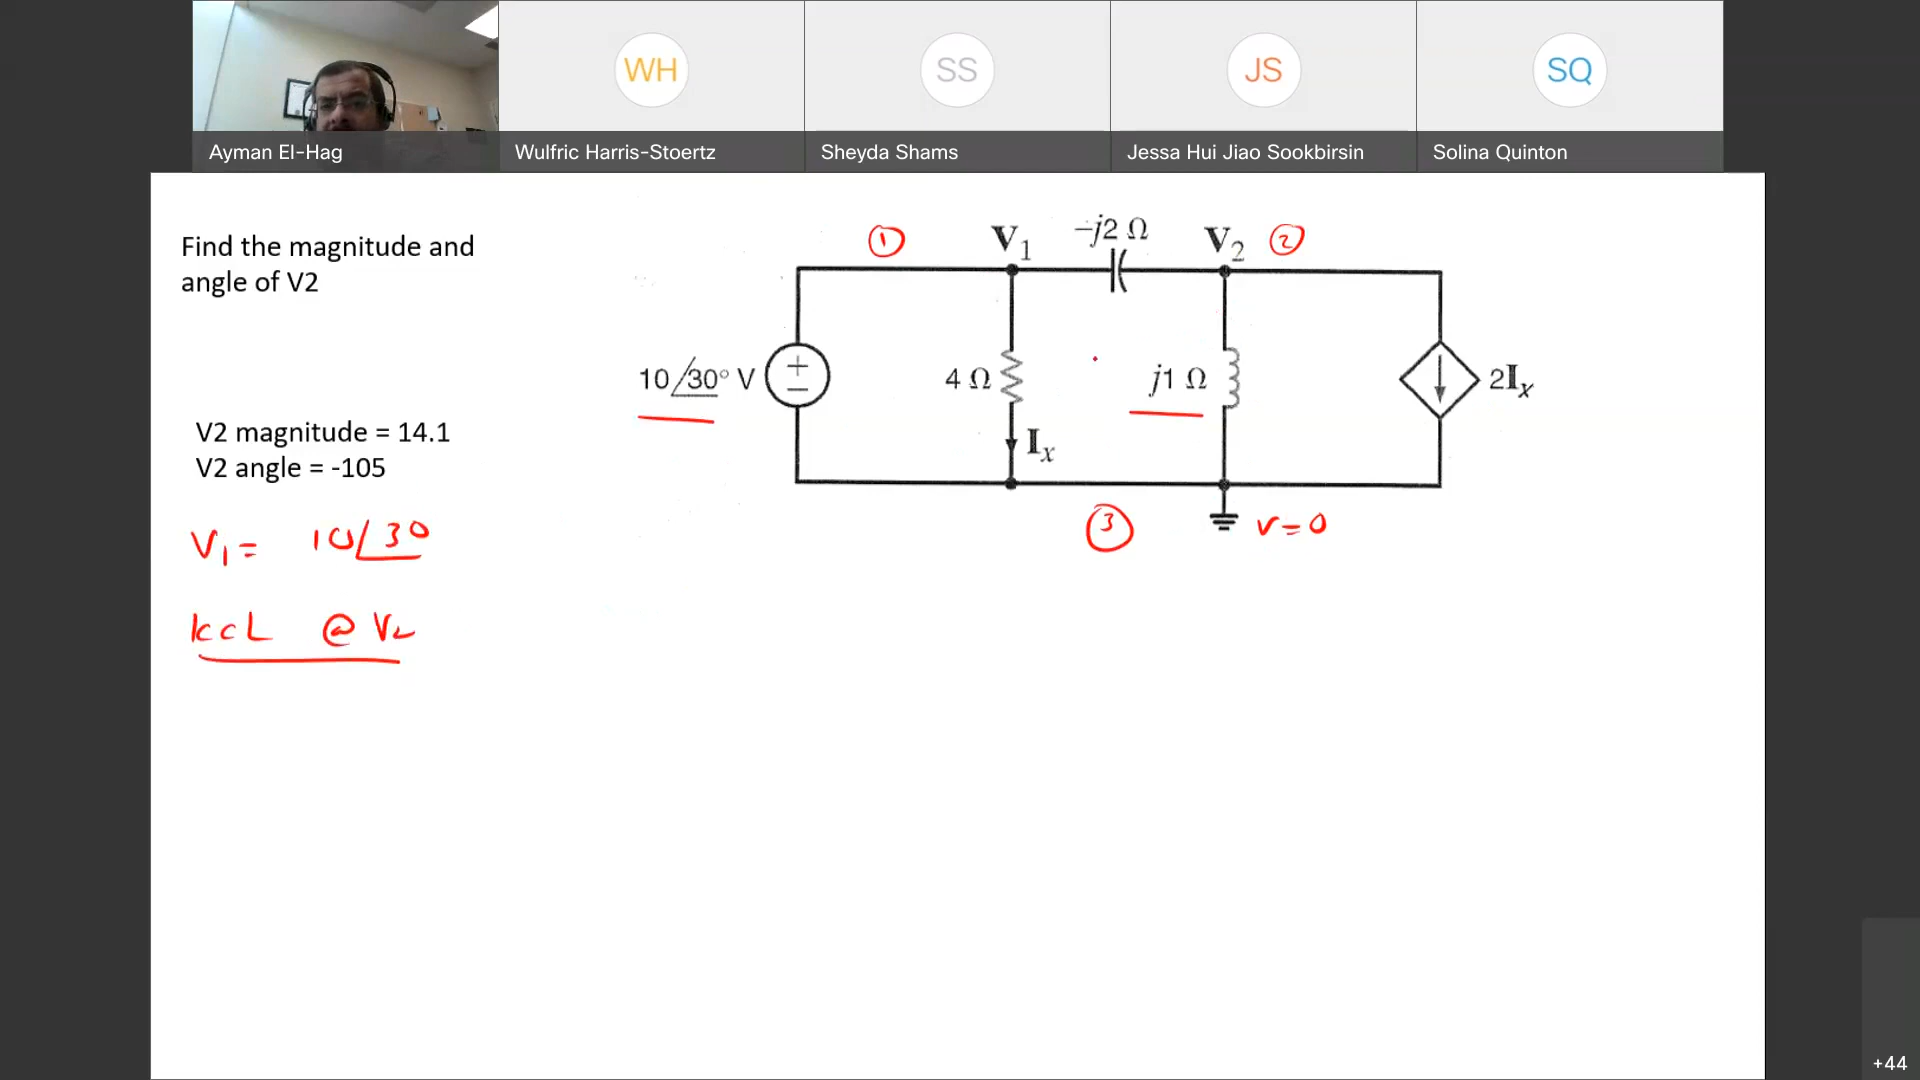 WH
SS
JS
SQ
Ayman El-Hag
Wulfric Harris-Stoertz
Sheyda Shams
Jessa Hui Jiao Sookbirsin
Solina Quinton
Find the magnitude and
angle of V2
V2 magnitude = 14.1
V2 angle = -105
V1 = 10/30
KCL @ V2
1
V1
-j2 Ω
V2
2
10/30° V
+
−
4 Ω
j1 Ω
2Ix
Ix
3
V=0
+44